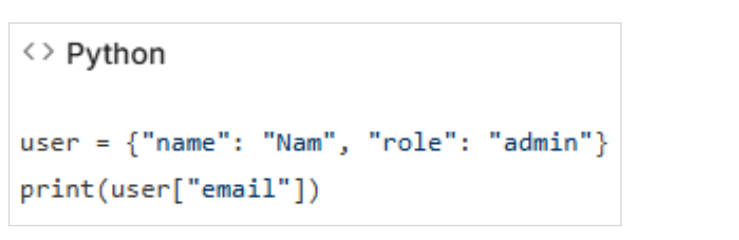 <> Python
user = {"name": "Nam", "role": "admin"}
print(user["email"])